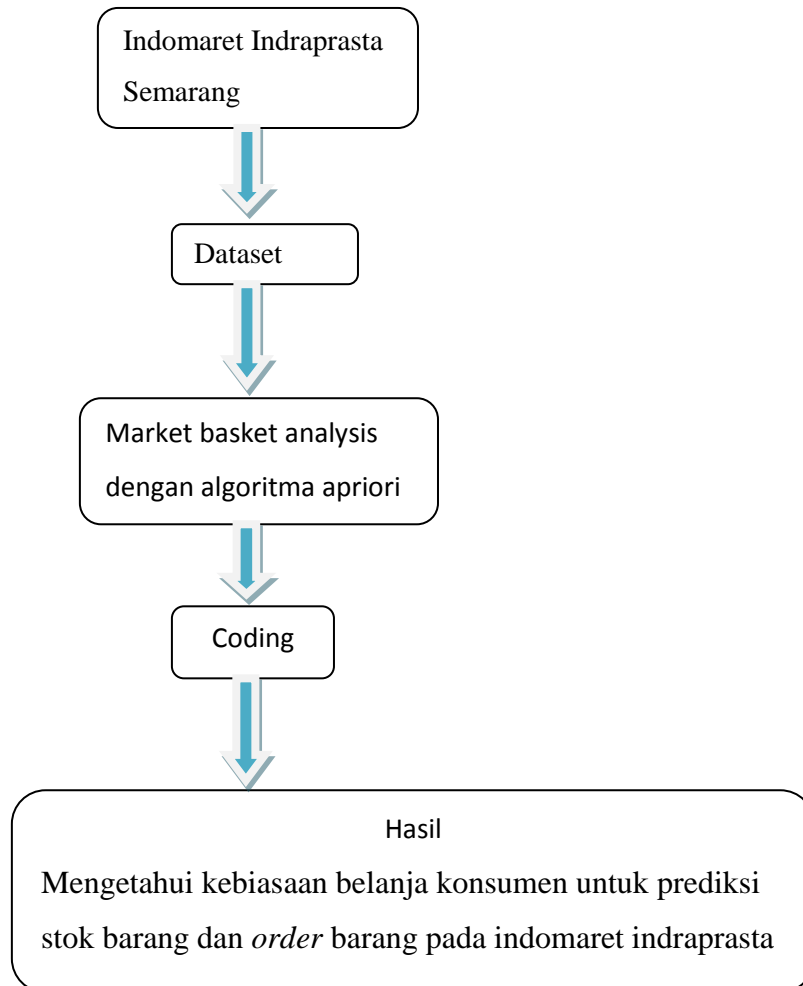 Indomaret Indraprasta
Semarang
Dataset
Market basket analysis
dengan algoritma apriori
Coding
Hasil
Mengetahui kebiasaan belanja konsumen untuk prediksi
stok barang dan order barang pada indomaret indraprasta